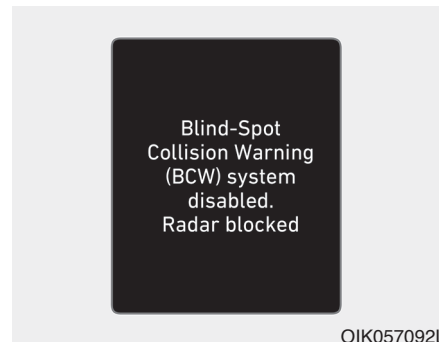 Blind-Spot
Collision Warning
(BCW) system
disabled.
Radar blocked
OIK057092L